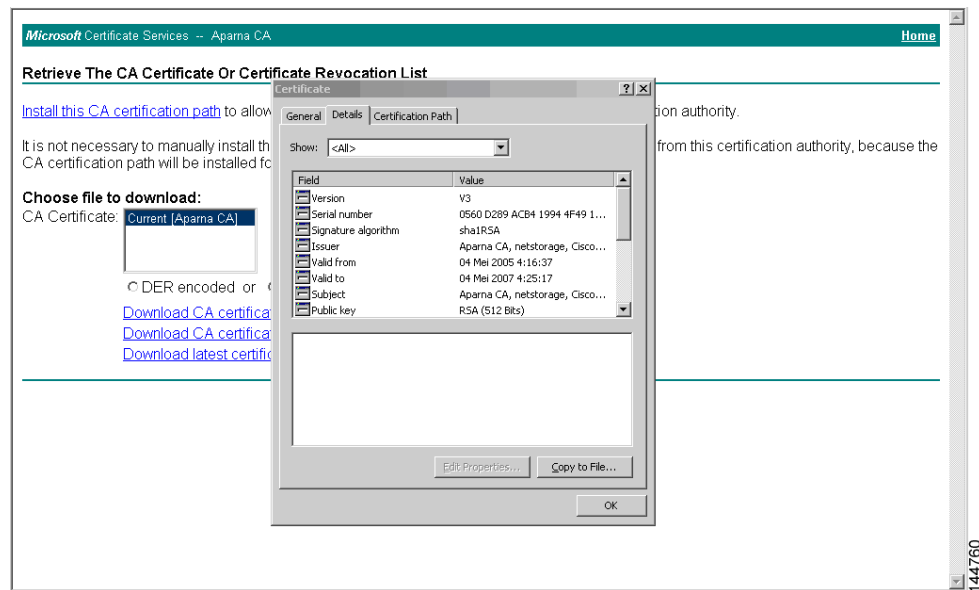 Microsoft Certificate Services -- Aparna CA Home
Retrieve The CA Certificate Or Certificate Revocation List
Certificate
Install this CA certification path to allow
General Details Certification Path
tion authority.
It is not necessary to manually install th
Show: <All>
from this certification authority, because the
CA certification path will be installed fo
Field Value
Version V3
Serial number 0560 D289 ACB4 1994 4F49 1...
Signature algorithm sha1RSA
Issuer Aparna CA, netstorage, Cisco...
Valid from 04 Mei 2005 4:16:37
Valid to 04 Mei 2007 4:25:17
Subject Aparna CA, netstorage, Cisco...
Public key RSA (512 Bits)
Choose file to download:
CA Certificate: Current [Aparna CA]
DER encoded or
Download CA certifica
Download CA certifica
Download latest certific
Edit Properties... Copy to File...
OK
144760